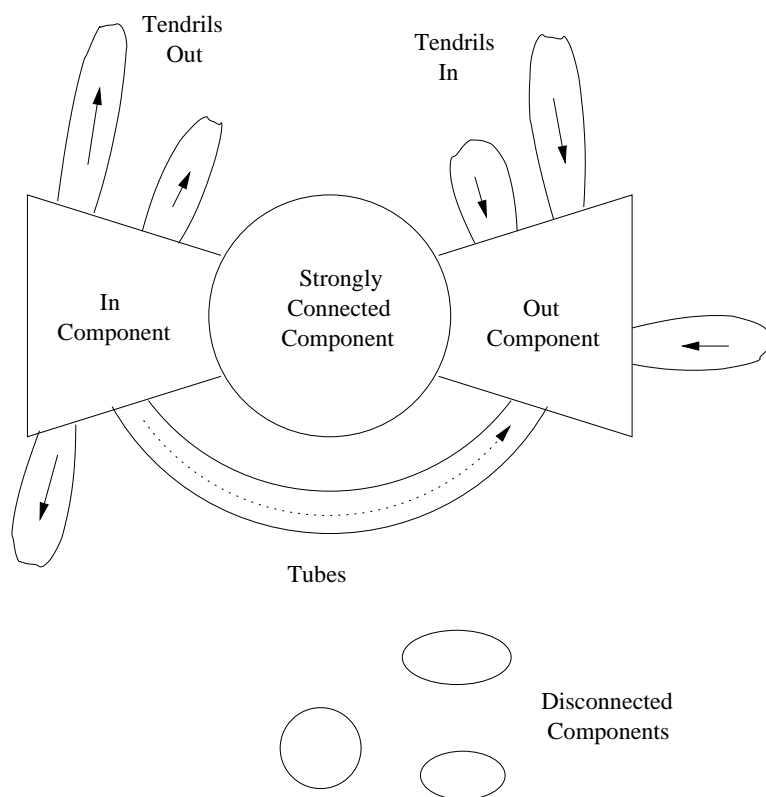 Tendrils
Out
Tendrils
In
In
Component
Strongly
Connected
Component
Out
Component
Tubes
Disconnected
Components